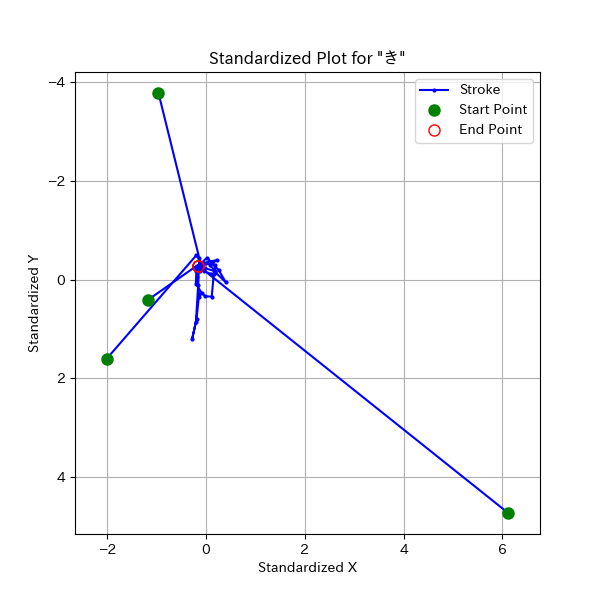 Standardized Plot for "き"
Stroke
Start Point
End Point
−4
−2
0
2
4
Standardized Y
−2
0
2
4
6
Standardized X